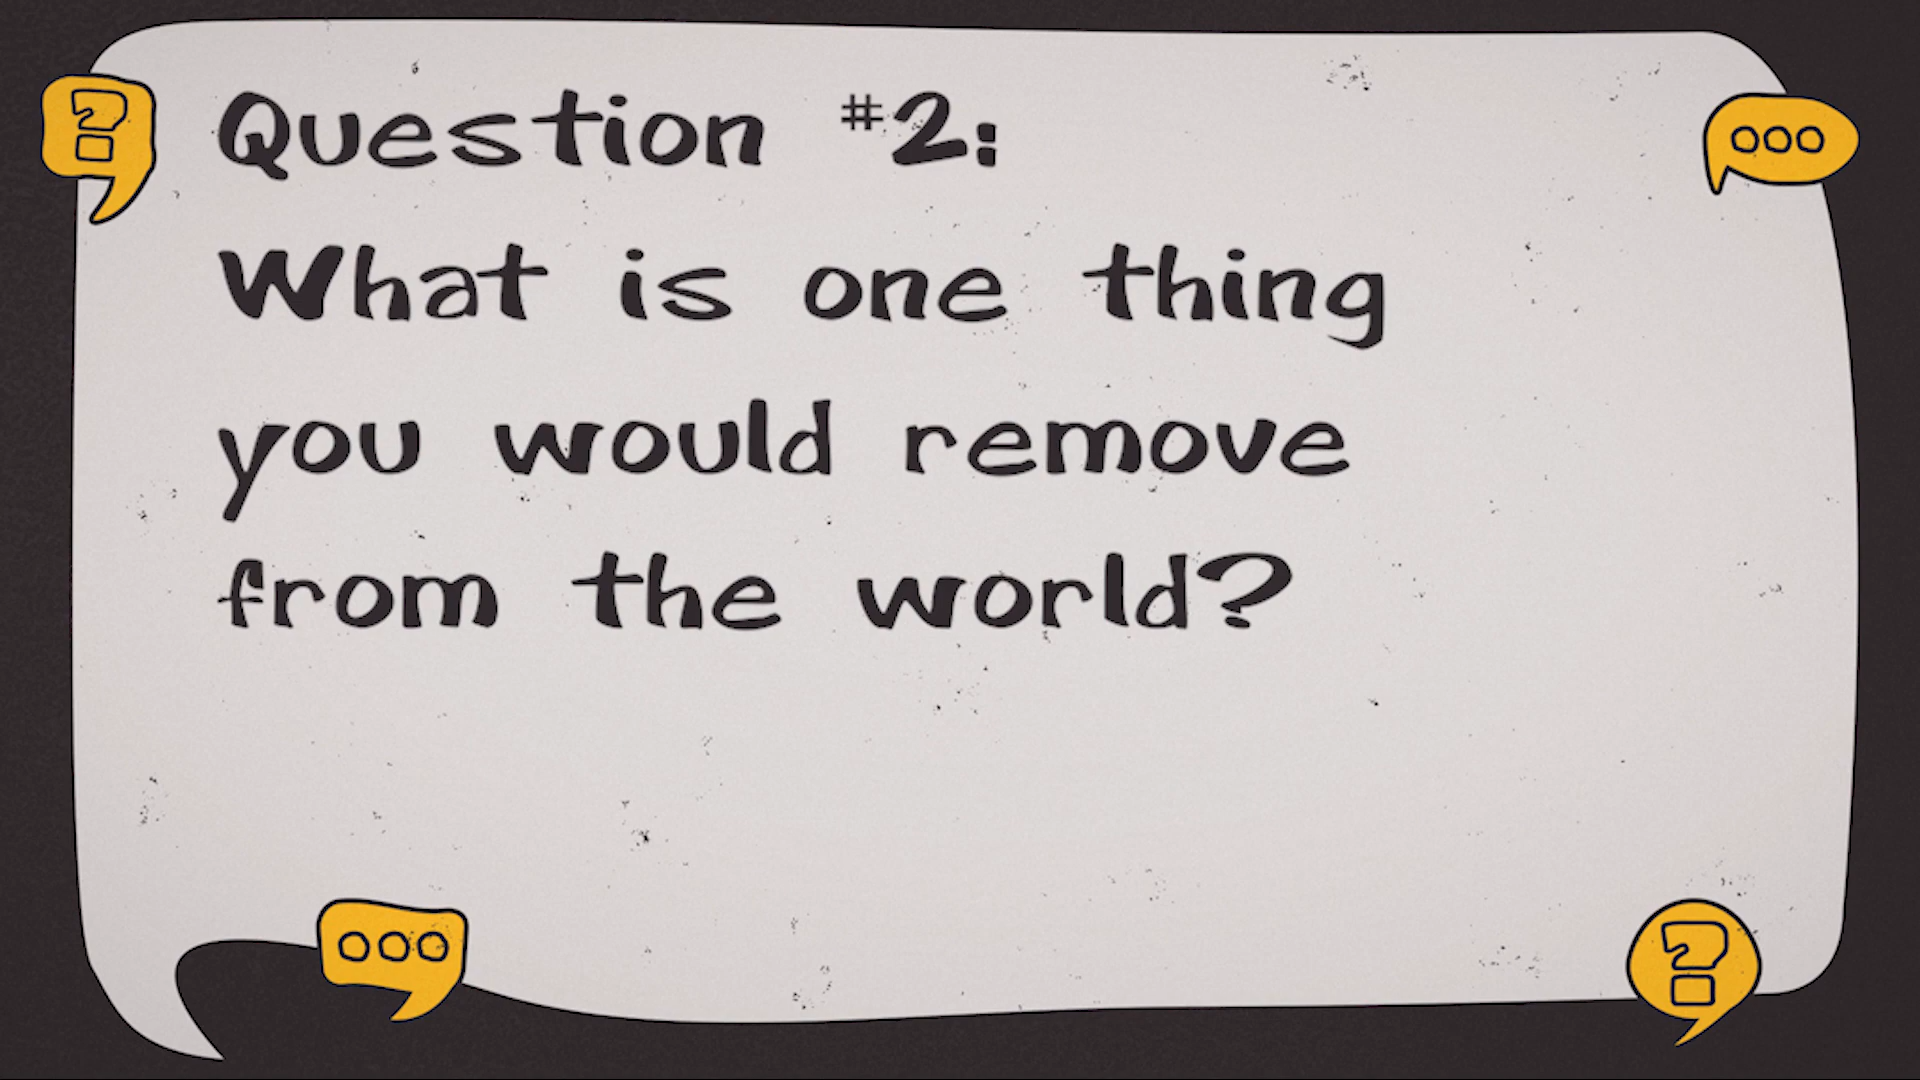 Question #2:
What is one thing
you would remove
from the world?